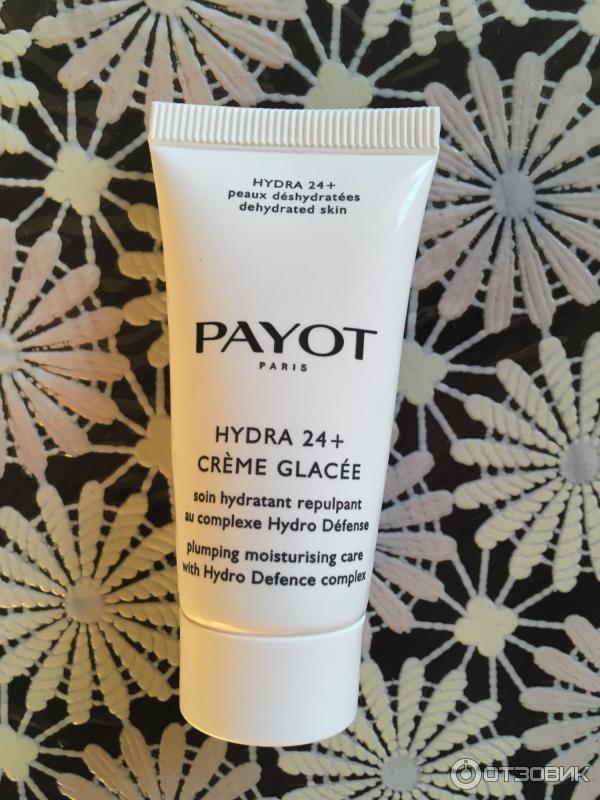 HYDRA 24+
peaux déshydratées
dehydrated skin
PAYOT
PARIS
HYDRA 24+
CRÈME GLACÉE
soin hydratant repulpant
au complexe Hydro Défense
plumping moisturising care
with Hydro Defence complex
ОТЗОВИК